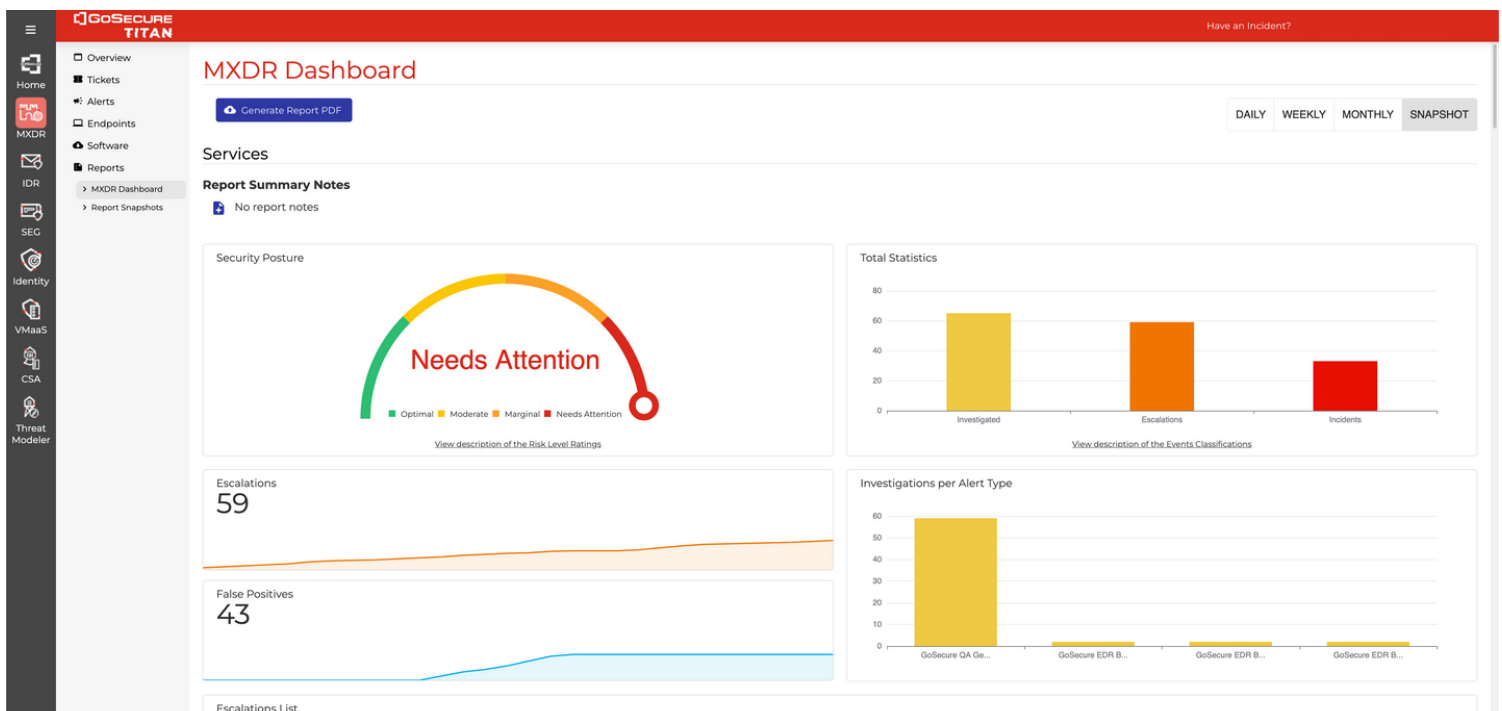 GoSecure
TITAN
Have an Incident?
Home
MXDR
IDR
SEG
Identity
VMaaS
CSA
Threat
Modeler
Overview
Tickets
Alerts
Endpoints
Software
Reports
MXDR Dashboard
Report Snapshots
MXDR Dashboard
Generate Report PDF
DAILY WEEKLY MONTHLY SNAPSHOT
Services
Report Summary Notes
No report notes
Security Posture
Needs Attention
Optimal Moderate Marginal Needs Attention
View description of the Risk Level Ratings
Total Statistics
80
60
40
20
0
Investigated Escalations Incidents
View description of the Events Classifications
Escalations
59
False Positives
43
Investigations per Alert Type
60
50
40
30
20
10
0
GoSecure QA Ge... GoSecure EDR B... GoSecure EDR B... GoSecure EDR B...
Escalations List